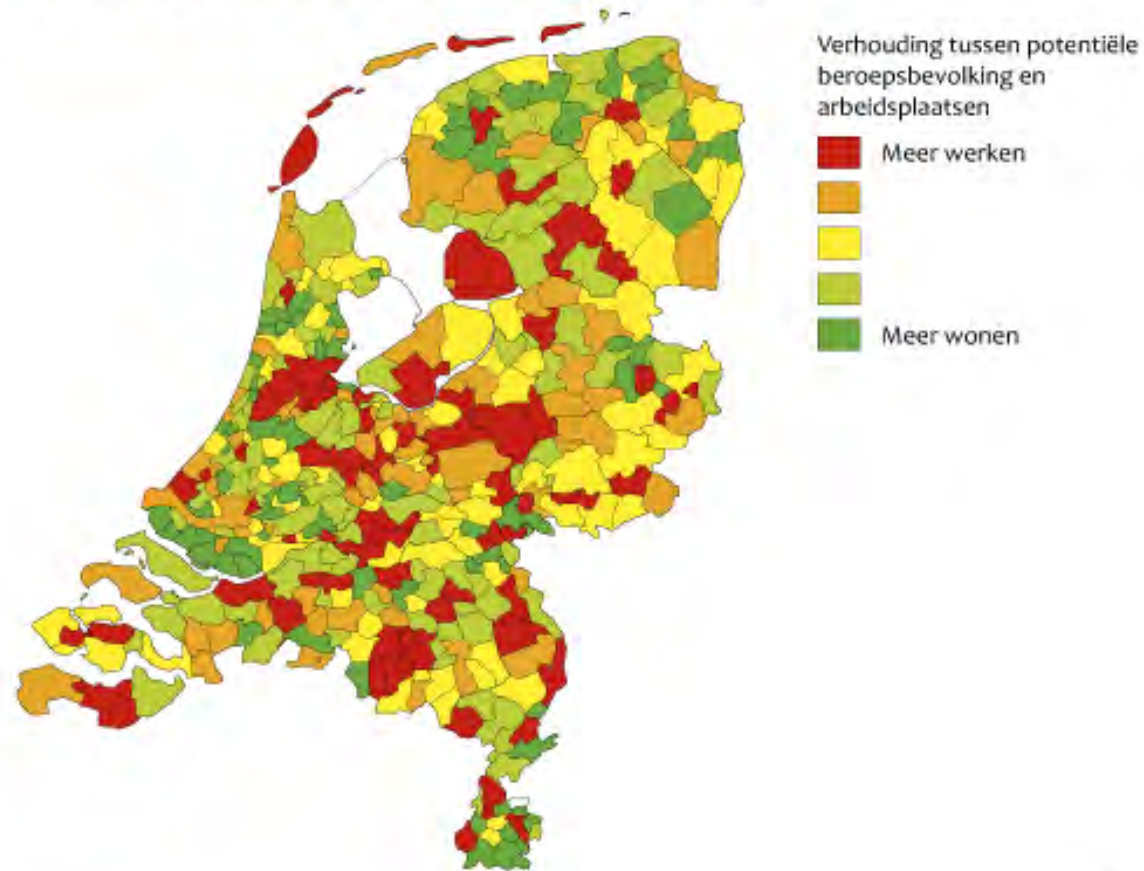 Verhouding tussen potentiële
beroepsbevolking en
arbeidsplaatsen
Meer werken
Meer wonen